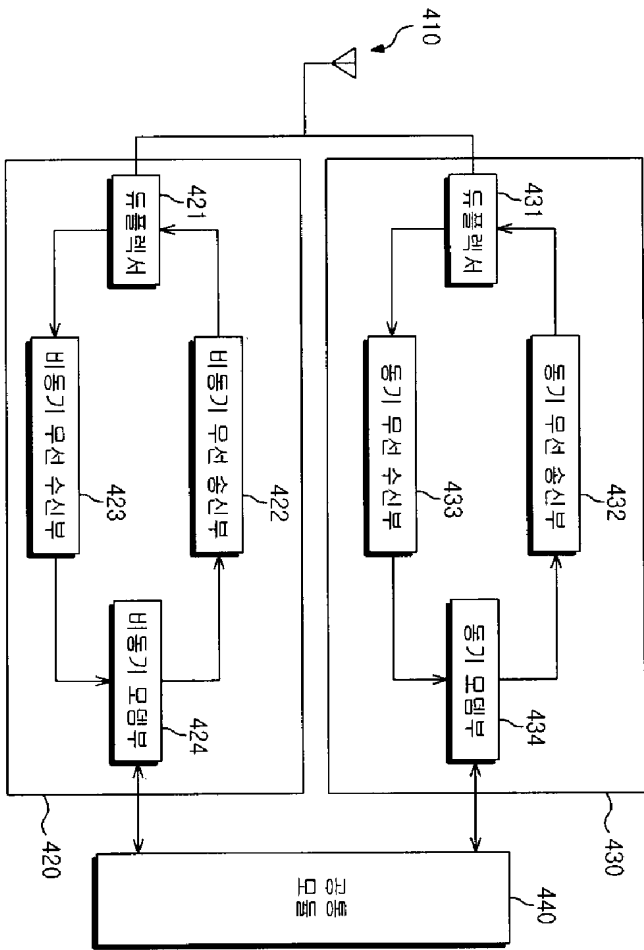 430
432
동기 무선 송신부
431
듀플렉서
434
동기 모뎀부
433
동기 무선 수신부
410
440
공통
모듈
422
비동기 무선 송신부
421
듀플렉서
424
비동기 모뎀부
423
비동기 무선 수신부
420